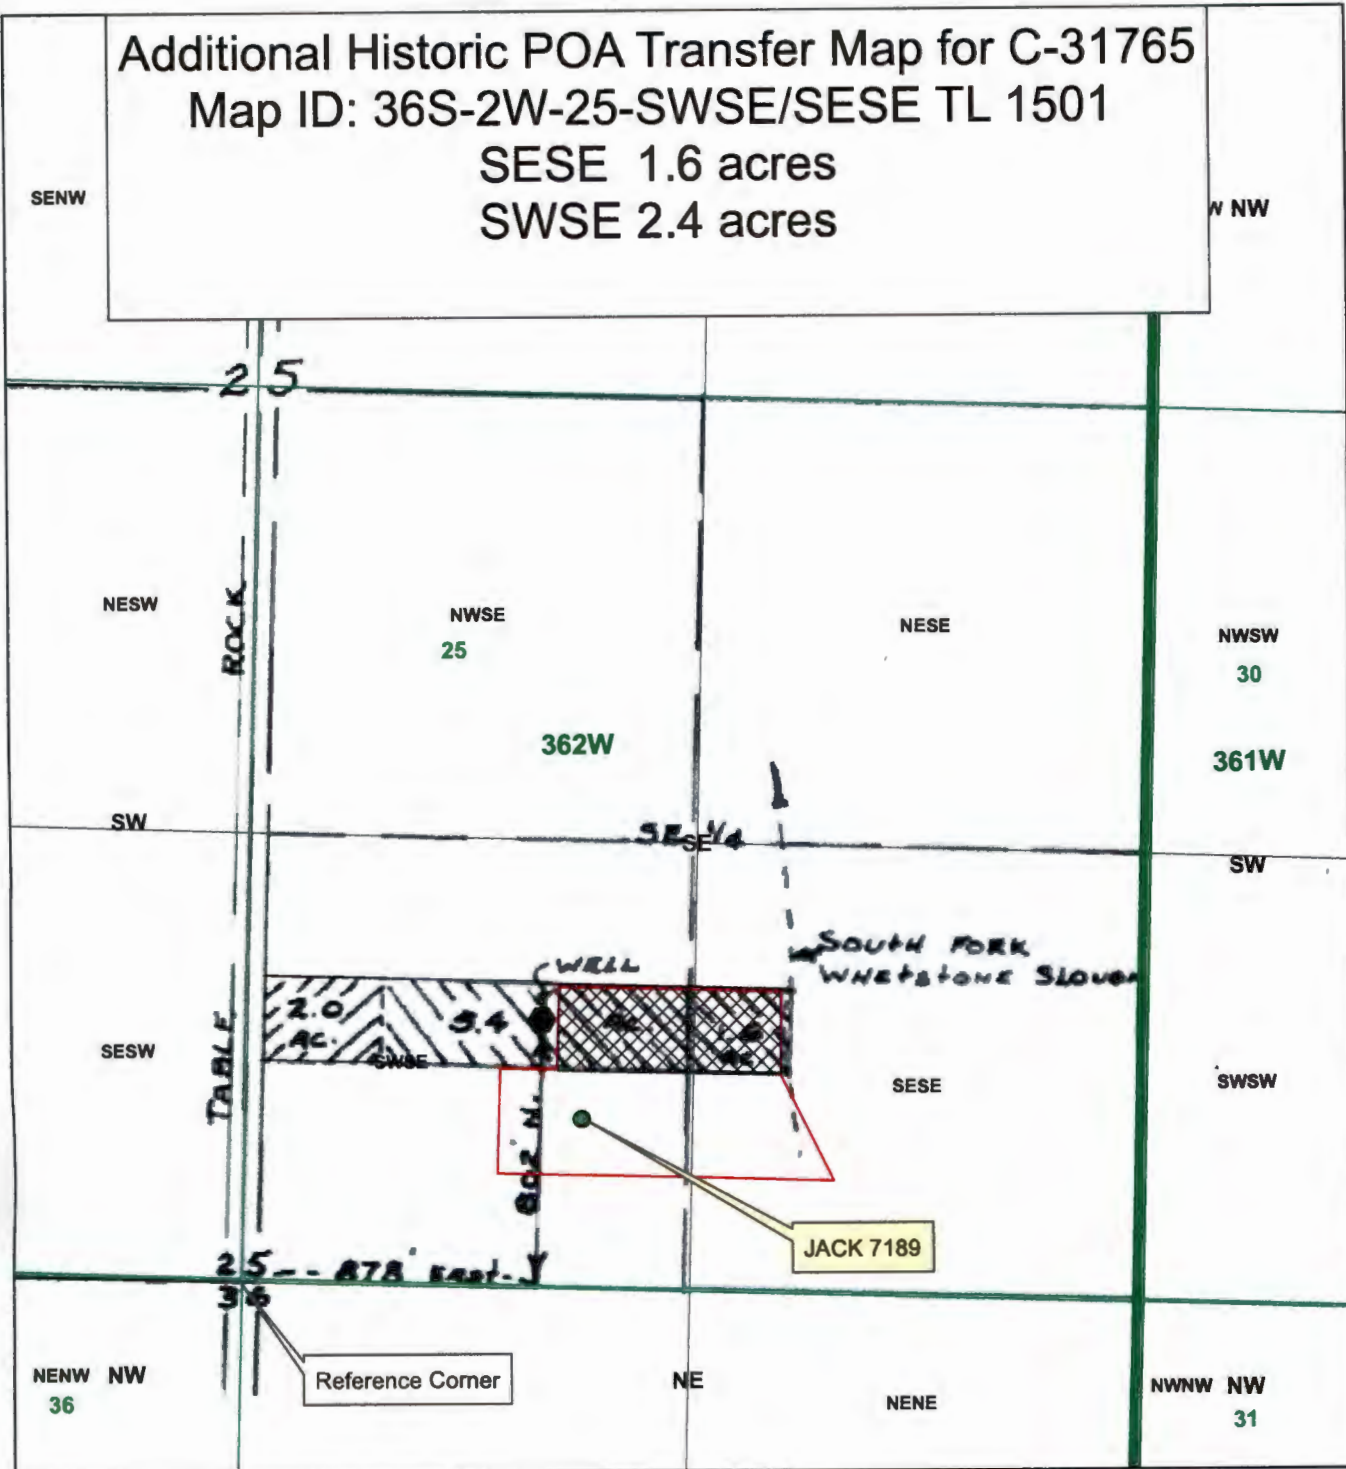 Additional Historic POA Transfer Map for C-31765
Map ID: 36S-2W-25-SWSE/SESE TL 1501
SESE 1.6 acres
SWSE 2.4 acres
SENW
NW
25
NESW
ROCK
NWSE
25
NESE
NWSW
30
362W
361W
SW
SE 1/4
SE
SW
SOUTH FORK
WHETSTONE SLOUGH
WELL
2.0
AC.
5.4
AC.
AC
SWSE
SESW
TABLE
SESE
SWSW
802' N.
JACK 7189
25
36
878' EAST
Reference Corner
NENW NW
36
NE
NENE
NWNW NW
31